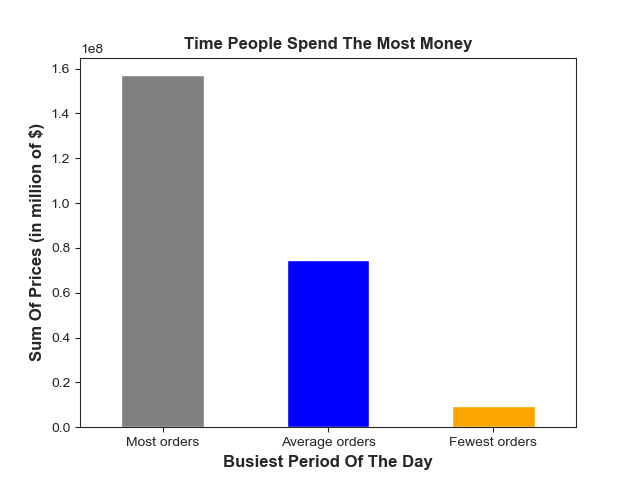 Time People Spend The Most Money
1e8
1.6
1.4
1.2
1.0
0.8
0.6
0.4
0.2
0.0
Sum Of Prices (in million of $)
Most orders Average orders Fewest orders
Busiest Period Of The Day